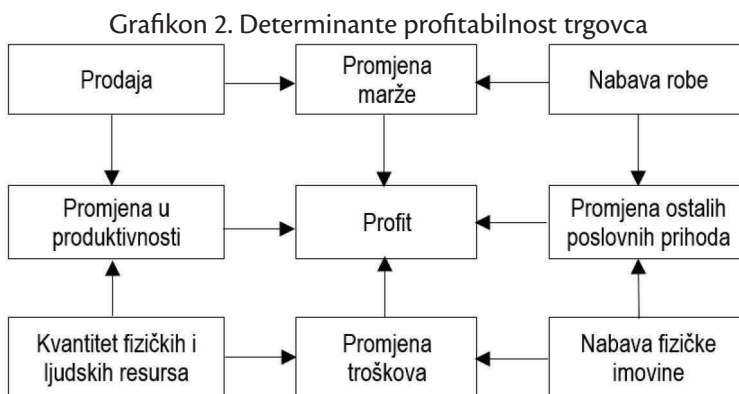 Grafikon 2. Determinante profitabilnost trgovca
Prodaja
Promjena
marže
Nabava robe
Promjena u
produktivnosti
Profit
Promjena ostalih
poslovnih prihoda
Kvantitet fizičkih i
ljudskih resursa
Promjena
troškova
Nabava fizičke
imovine